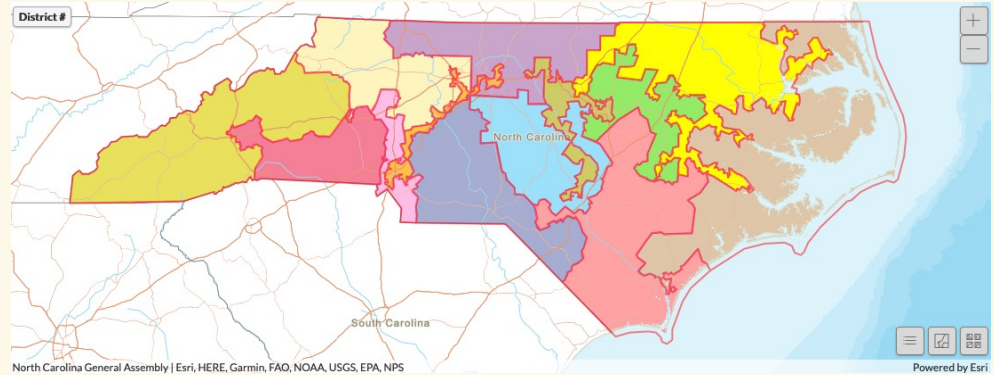 District #
North Carolina
South Carolina
North Carolina General Assembly | Esri, HERE, Garmin, FAO, NOAA, USGS, EPA, NPS
Powered by Esri